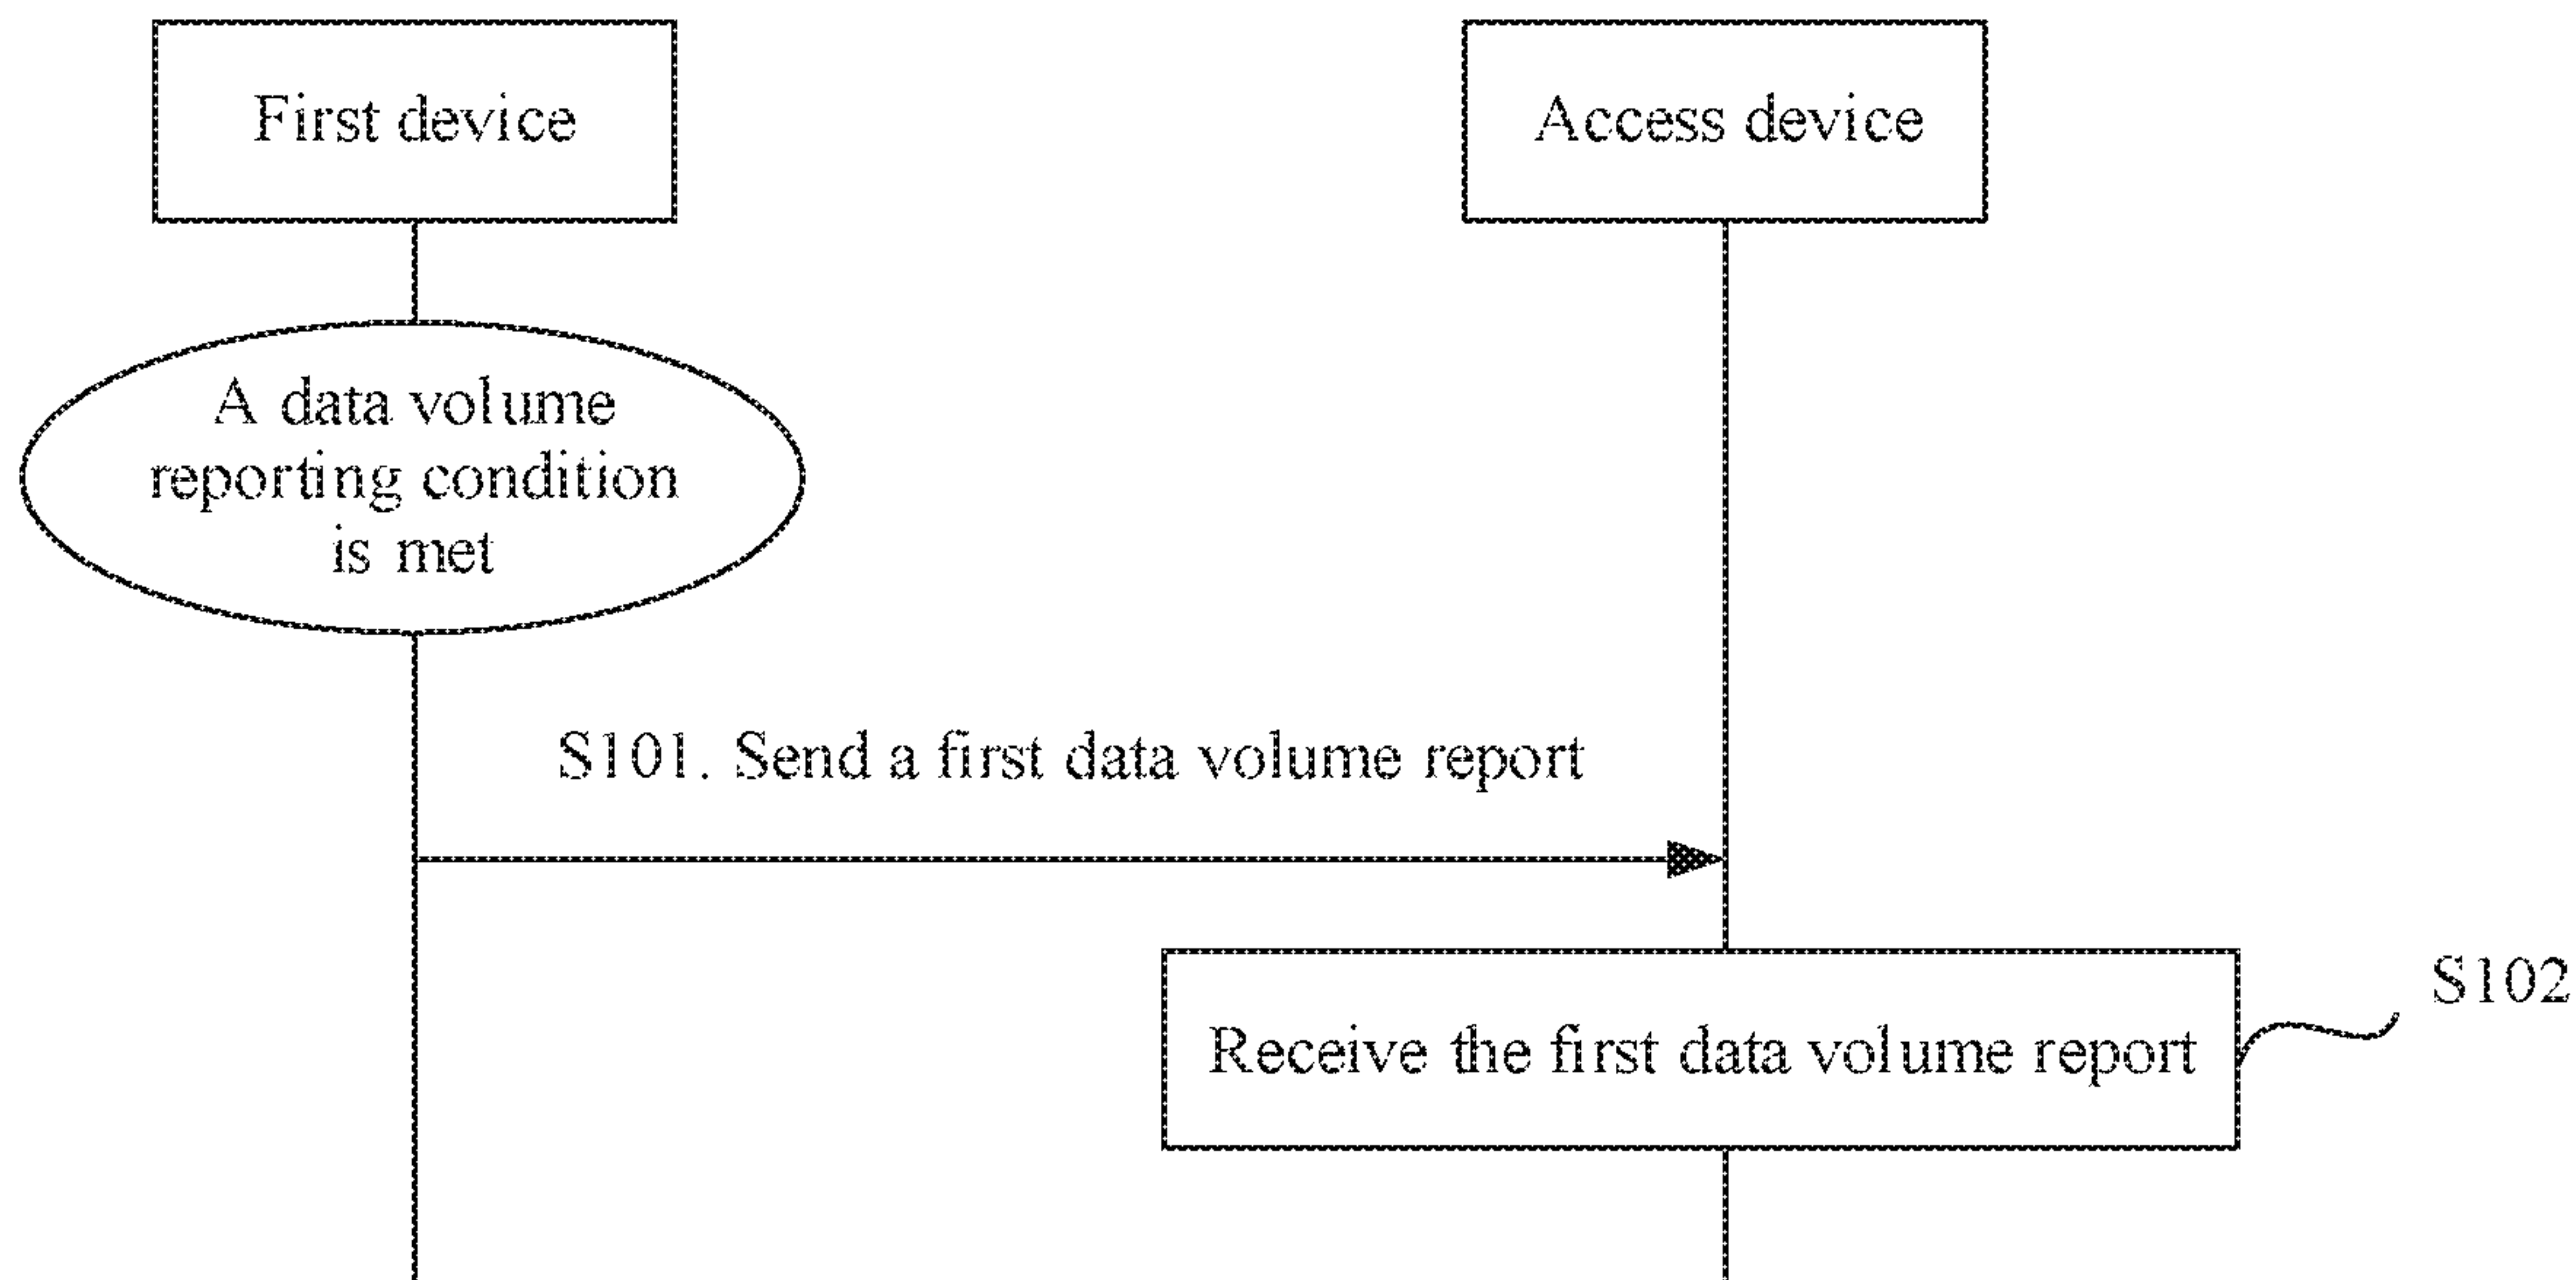 First device
Access device
A data volume
reporting condition
is met
S101. Send a first data volume report
S102
Receive the first data volume report